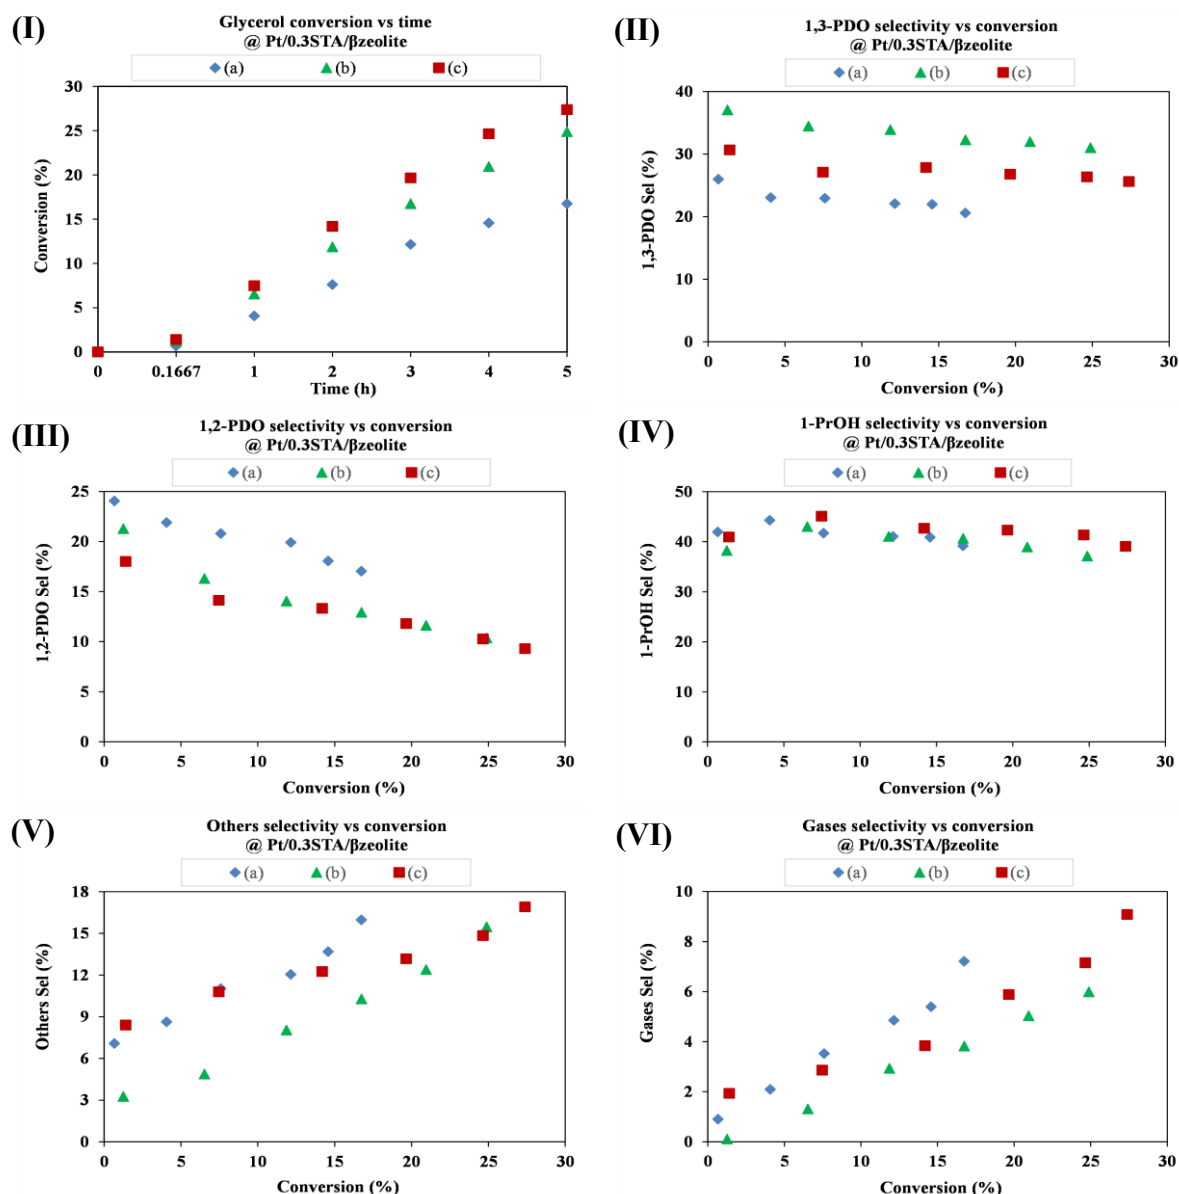 (I)
Glycerol conversion vs time
@ Pt/0.3STA/βzeolite
(a) (b) (c)
30
25
20
15
10
5
0
Conversion (%)
0 0.1667 1 2 3 4 5
Time (h)
(II)
1,3-PDO selectivity vs conversion
@ Pt/0.3STA/βzeolite
(a) (b) (c)
40
30
20
10
0
1,3-PDO Sel (%)
0 5 10 15 20 25 30
Conversion (%)
(III)
1,2-PDO selectivity vs conversion
@ Pt/0.3STA/βzeolite
(a) (b) (c)
25
20
15
10
5
0
1,2-PDO Sel (%)
0 5 10 15 20 25 30
Conversion (%)
(IV)
1-PrOH selectivity vs conversion
@ Pt/0.3STA/βzeolite
(a) (b) (c)
50
40
30
20
10
0
1-PrOH Sel (%)
0 5 10 15 20 25 30
Conversion (%)
(V)
Others selectivity vs conversion
@ Pt/0.3STA/βzeolite
(a) (b) (c)
18
15
12
9
6
3
0
Others Sel (%)
0 5 10 15 20 25 30
Conversion (%)
(VI)
Gases selectivity vs conversion
@ Pt/0.3STA/βzeolite
(a) (b) (c)
10
8
6
4
2
0
Gases Sel (%)
0 5 10 15 20 25 30
Conversion (%)